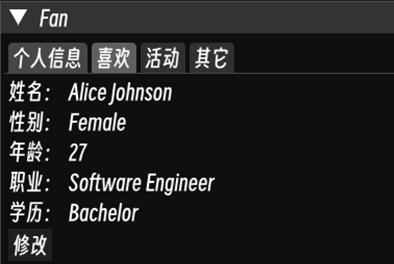 Fan
个人信息 喜欢 活动 其它
姓名： Alice Johnson
性别： Female
年龄： 27
职业： Software Engineer
学历： Bachelor
修改